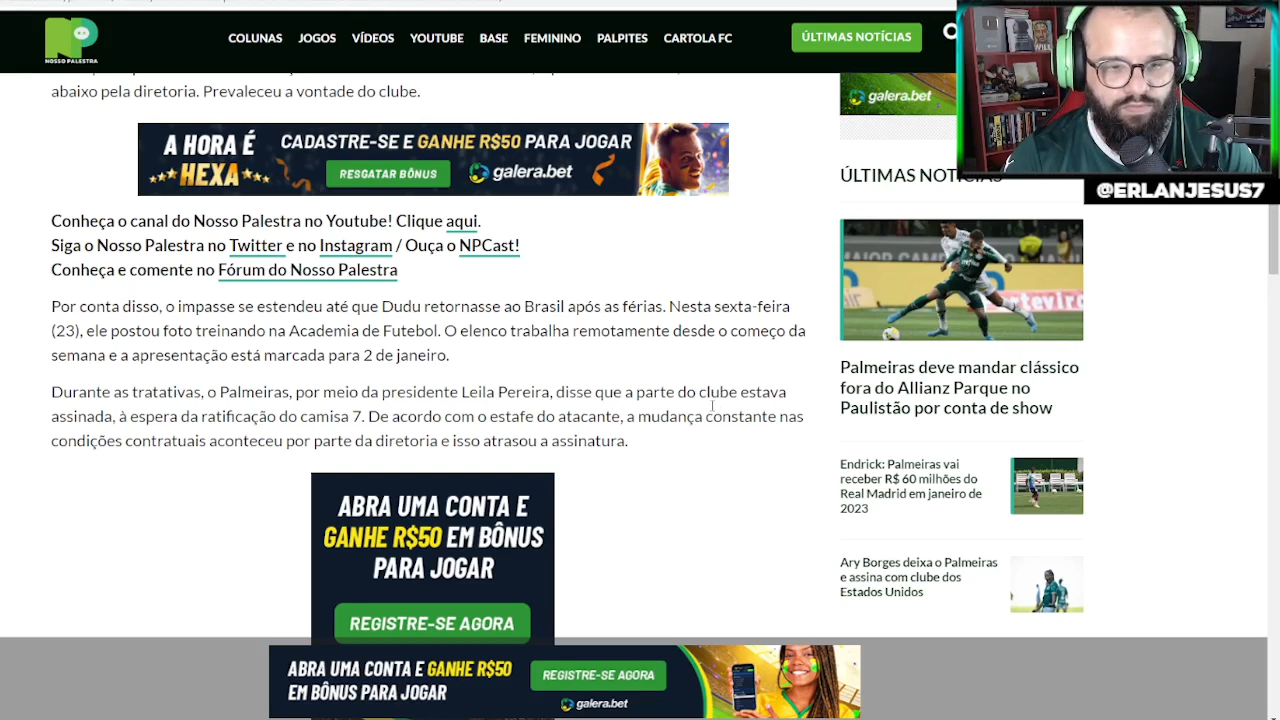 NP
NOSSO PALESTRA
COLUNAS JOGOS VÍDEOS YOUTUBE BASE FEMININO PALPITES CARTOLA FC
ÚLTIMAS NOTÍCIAS
abaixo pela diretoria. Prevaleceu a vontade do clube.
A HORA É
HEXA
CADASTRE-SE E GANHE R$50 PARA JOGAR
RESGATAR BÔNUS
galera.bet
Conheça o canal do Nosso Palestra no Youtube! Clique aqui.
Siga o Nosso Palestra no Twitter e no Instagram / Ouça o NPCast!
Conheça e comente no Fórum do Nosso Palestra
Por conta disso, o impasse se estendeu até que Dudu retornasse ao Brasil após as férias. Nesta sexta-feira
(23), ele postou foto treinando na Academia de Futebol. O elenco trabalha remotamente desde o começo da
semana e a apresentação está marcada para 2 de janeiro.
Durante as tratativas, o Palmeiras, por meio da presidente Leila Pereira, disse que a parte do clube estava
assinada, à espera da ratificação do camisa 7. De acordo com o estafe do atacante, a mudança constante nas
condições contratuais aconteceu por parte da diretoria e isso atrasou a assinatura.
ABRA UMA CONTA E
GANHE R$50 EM BÔNUS
PARA JOGAR
REGISTRE-SE AGORA
ABRA UMA CONTA E GANHE R$50
EM BÔNUS PARA JOGAR
REGISTRE-SE AGORA
galera.bet
galera.bet
@ERLANJESUS7
ÚLTIMAS NOTÍCIAS
Palmeiras deve mandar clássico
fora do Allianz Parque no
Paulistão por conta de show
Endrick: Palmeiras vai
receber R$ 60 milhões do
Real Madrid em janeiro de
2023
Ary Borges deixa o Palmeiras
e assina com clube dos
Estados Unidos